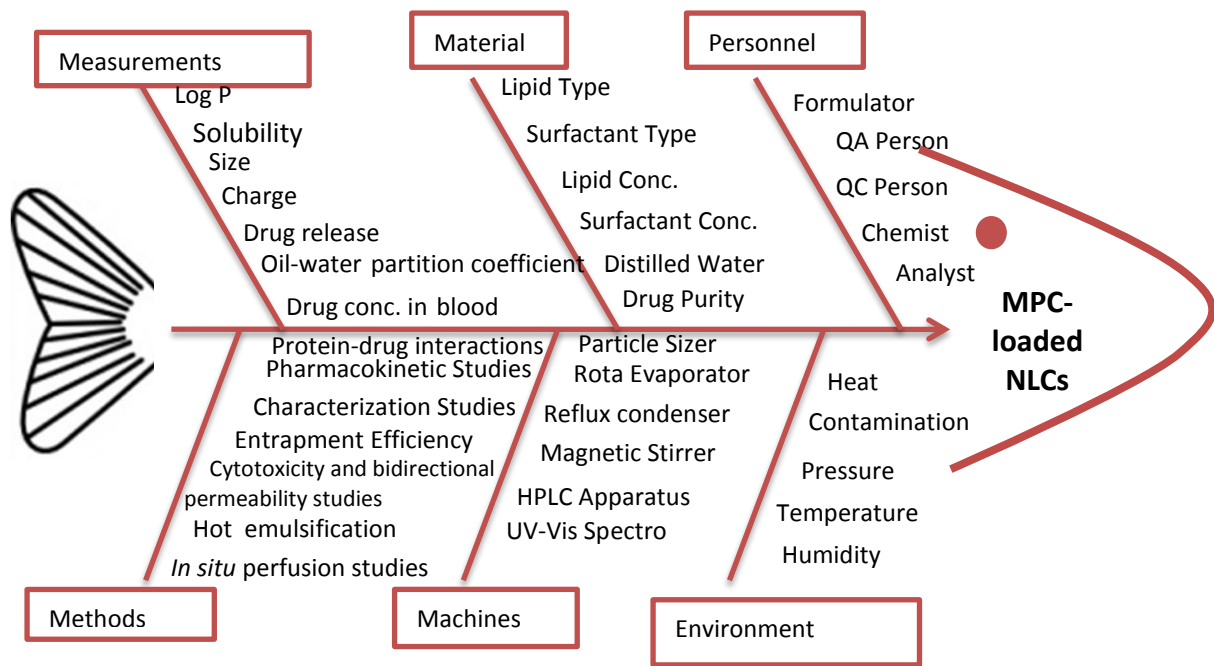 Measurements
Log P
Solubility
Size
Charge
Drug release
Oil-water partition coefficient
Drug conc. in blood
Material
Lipid Type
Surfactant Type
Lipid Conc.
Surfactant Conc.
Distilled Water
Drug Purity
Personnel
Formulator
QA Person
QC Person
Chemist
Analyst
MPC-
loaded
NLCs
Protein-drug interactions
Pharmacokinetic Studies
Characterization Studies
Entrapment Efficiency
Cytotoxicity and bidirectional
permeability studies
Hot emulsification
In situ perfusion studies
Methods
Particle Sizer
Rota Evaporator
Reflux condenser
Magnetic Stirrer
HPLC Apparatus
UV-Vis Spectro
Machines
Heat
Contamination
Pressure
Temperature
Humidity
Environment